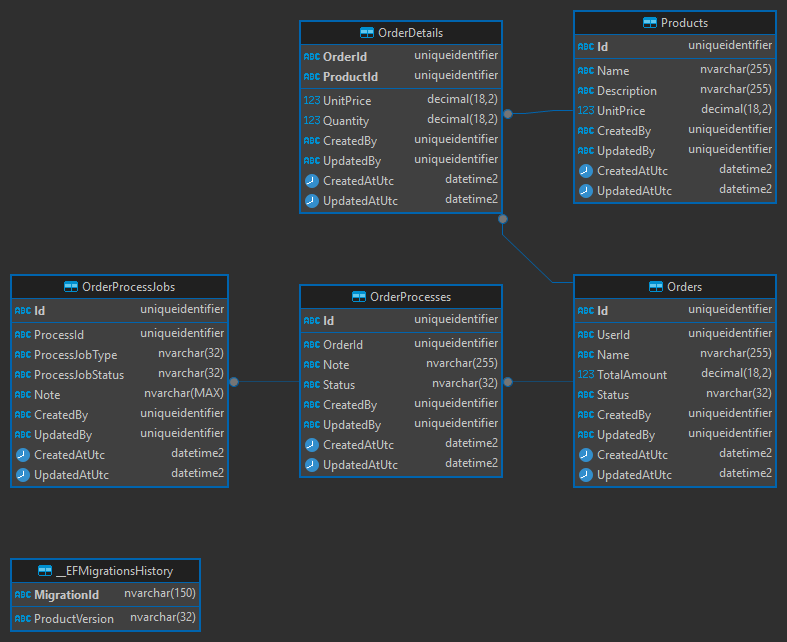 OrderDetails
OrderId uniqueidentifier
ProductId uniqueidentifier
123 UnitPrice decimal(18,2)
123 Quantity decimal(18,2)
ABC CreatedBy uniqueidentifier
ABC UpdatedBy uniqueidentifier
CreatedAtUtc datetime2
UpdatedAtUtc datetime2
Products
ABC Id uniqueidentifier
ABC Name nvarchar(255)
ABC Description nvarchar(255)
123 UnitPrice decimal(18,2)
ABC CreatedBy uniqueidentifier
ABC UpdatedBy uniqueidentifier
CreatedAtUtc datetime2
UpdatedAtUtc datetime2
OrderProcessJobs
ABC Id uniqueidentifier
ABC ProcessId uniqueidentifier
ABC ProcessJobType nvarchar(32)
ABC ProcessJobStatus nvarchar(32)
ABC Note nvarchar(MAX)
ABC CreatedBy uniqueidentifier
ABC UpdatedBy uniqueidentifier
CreatedAtUtc datetime2
UpdatedAtUtc datetime2
OrderProcesses
ABC Id uniqueidentifier
ABC OrderId uniqueidentifier
ABC Note nvarchar(255)
ABC Status nvarchar(32)
ABC CreatedBy uniqueidentifier
ABC UpdatedBy uniqueidentifier
CreatedAtUtc datetime2
UpdatedAtUtc datetime2
Orders
ABC Id uniqueidentifier
ABC UserId uniqueidentifier
ABC Name nvarchar(255)
123 TotalAmount decimal(18,2)
ABC Status nvarchar(32)
ABC CreatedBy uniqueidentifier
ABC UpdatedBy uniqueidentifier
CreatedAtUtc datetime2
UpdatedAtUtc datetime2
__EFMigrationsHistory
ABC MigrationId nvarchar(150)
ABC ProductVersion nvarchar(32)